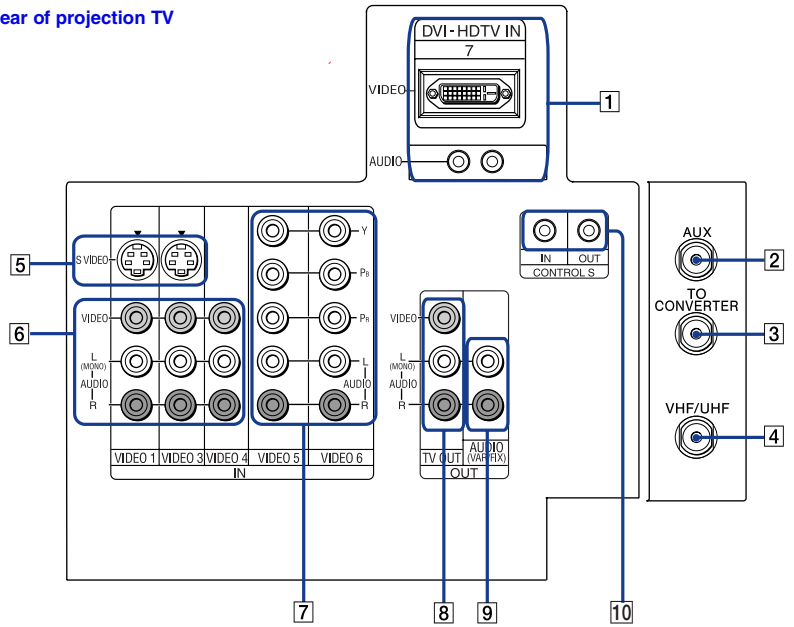 ear of projection TV
DVI-HDTV IN
7
VIDEO
AUDIO
1
S VIDEO
5
VIDEO
L
(MONO)
AUDIO
R
6
Y
PB
PR
L
AUDIO
R
VIDEO 1 VIDEO 3 VIDEO 4 VIDEO 5 VIDEO 6
IN
7
VIDEO
L
(MONO)
AUDIO
R
TV OUT
AUDIO
(VAR/FIX)
OUT
8
9
IN OUT
CONTROL S
10
AUX
2
TO
CONVERTER
3
VHF/UHF
4